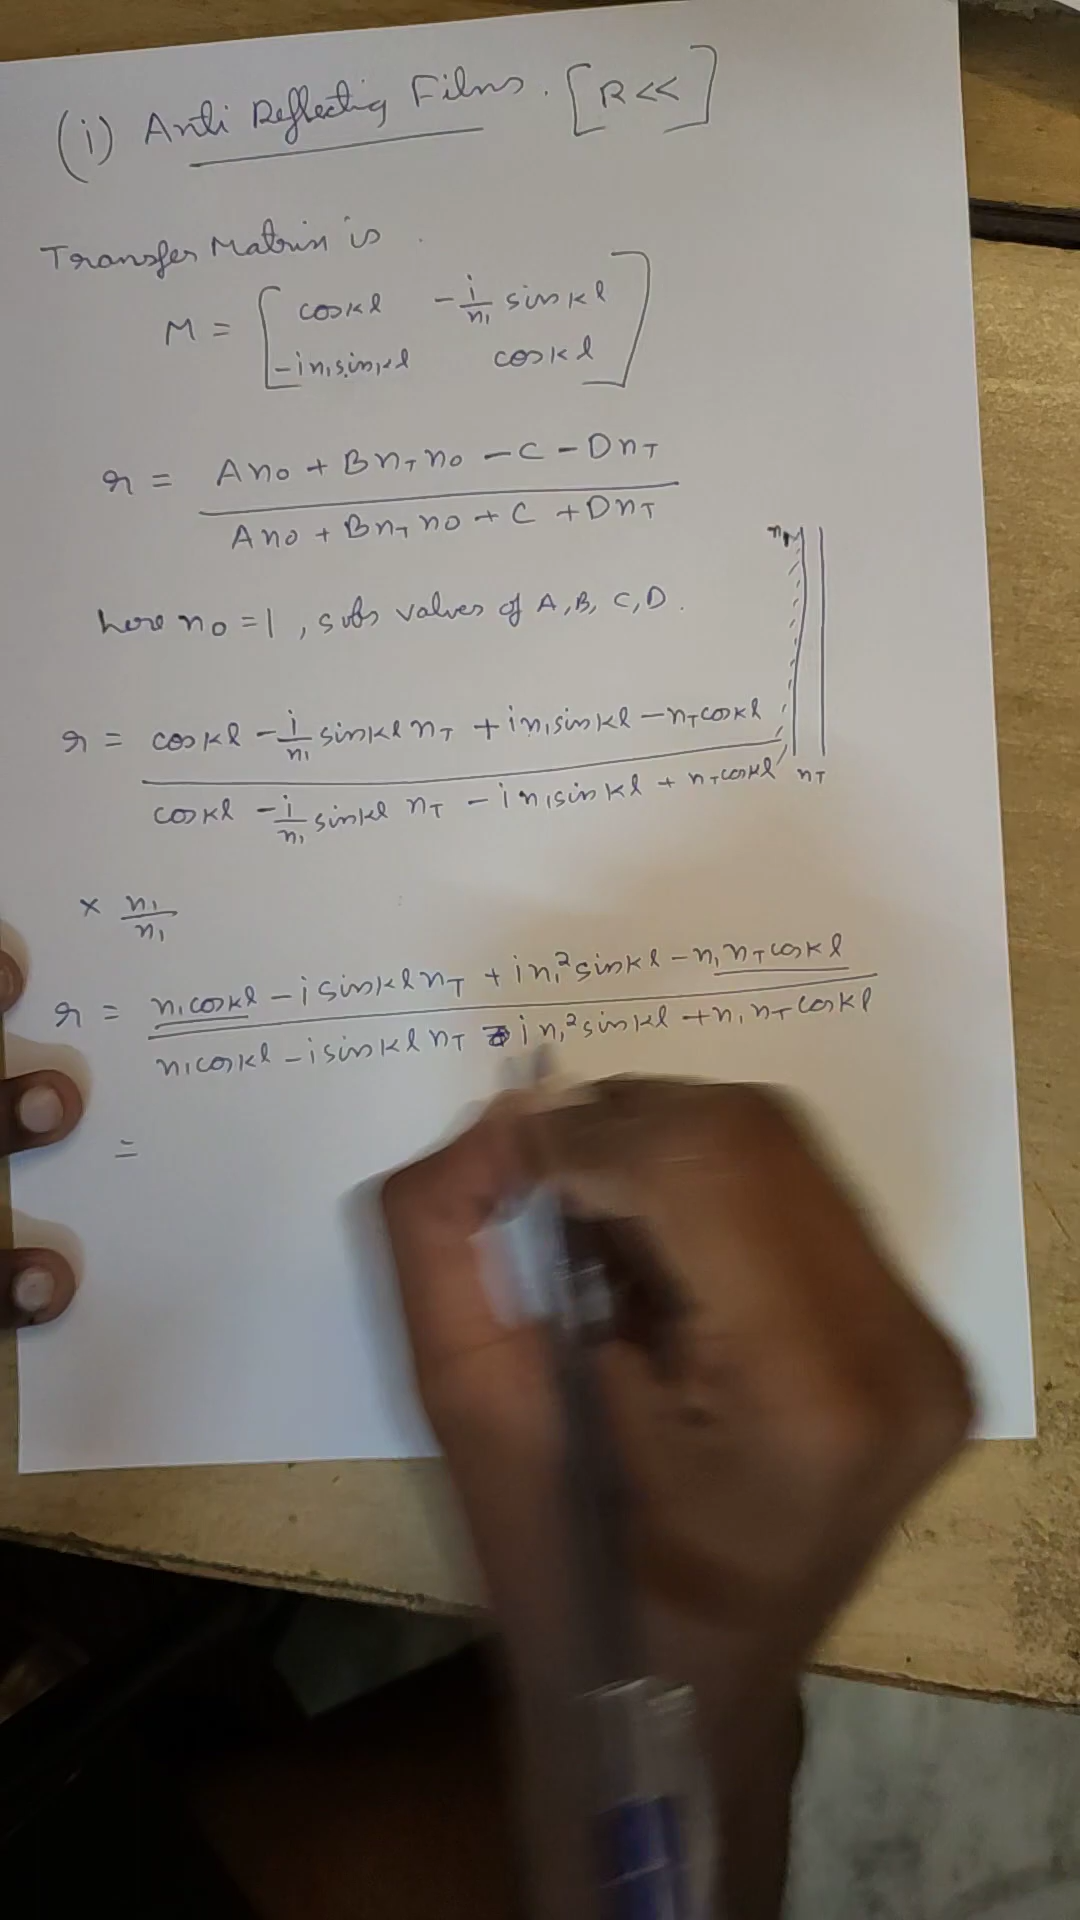 (i) Anti Reflecting Films. [R<<]
Transfer Matrix is
M = [ cos kl   -i/n₁ sin kl
-in₁ sin kl   cos kl ]
r = (An₀ + Bn_T n₀ - C - Dn_T) / (An₀ + Bn_T n₀ + C + Dn_T)
here n₀ = 1, subs values of A, B, C, D.
r = (cos kl - i/n₁ sin kl n_T + in₁ sin kl - n_T cos kl) / (cos kl - i/n₁ sin kl n_T - in₁ sin kl + n_T cos kl)
n_T
× n₁/n₁
r = (n₁ cos kl - i sin kl n_T + in₁² sin kl - n₁ n_T cos kl) / (n₁ cos kl - i sin kl n_T - in₁² sin kl + n₁ n_T cos kl)
=